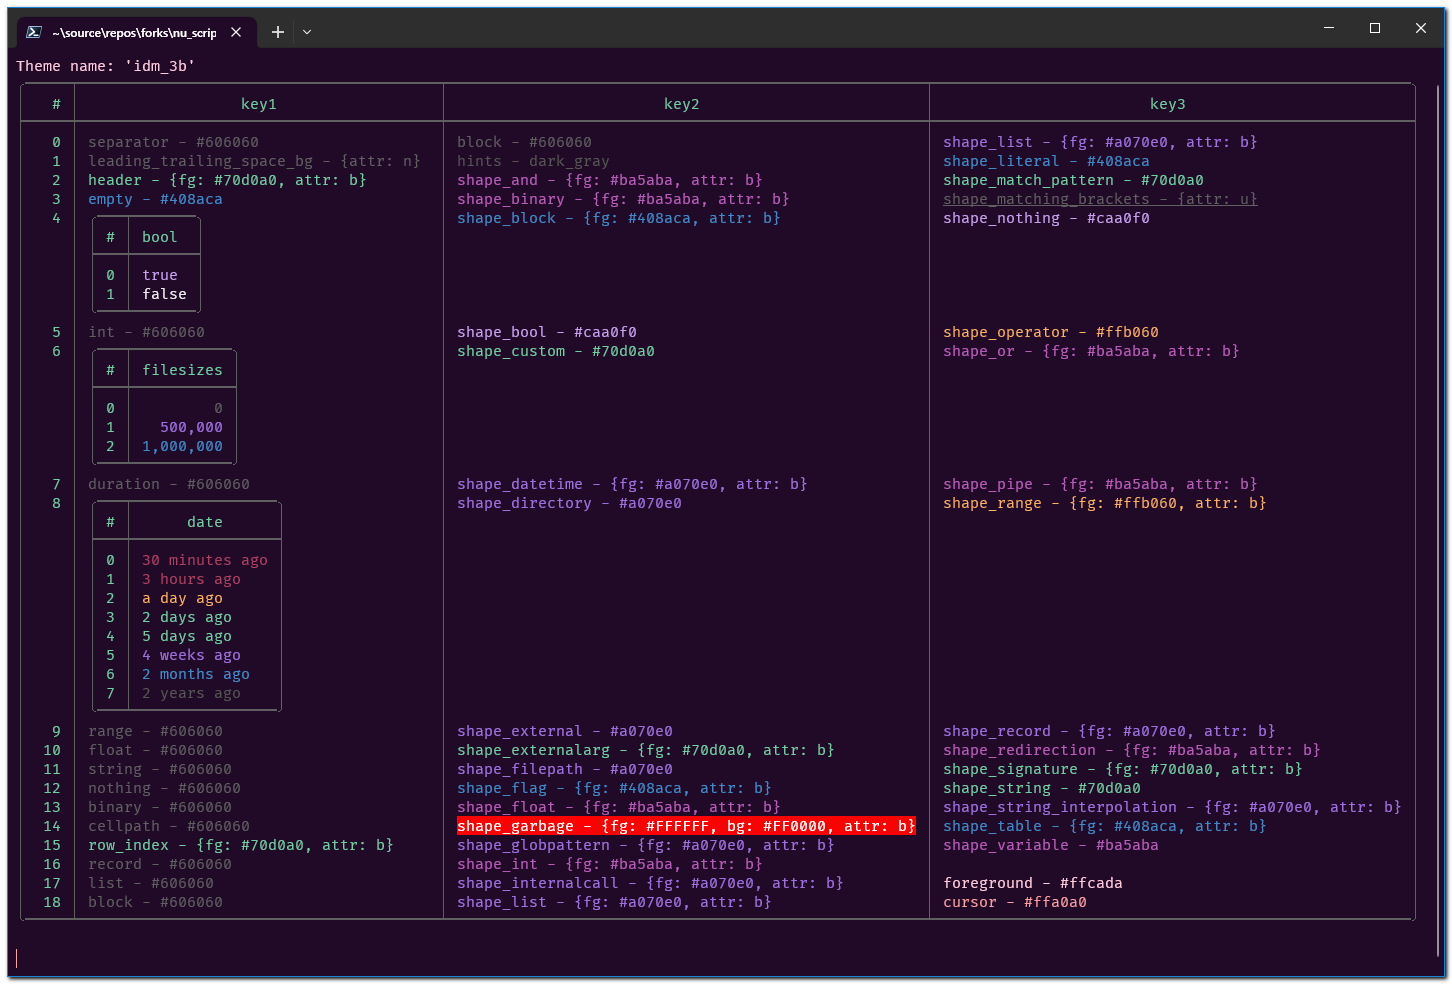 ~\source\repos\forks\nu_scrip
Theme name: 'idm_3b'
# key1 key2 key3
0 separator - #606060 block - #606060 shape_list - {fg: #a070e0, attr: b}
1 leading_trailing_space_bg - {attr: n} hints - dark_gray shape_literal - #408aca
2 header - {fg: #70d0a0, attr: b} shape_and - {fg: #ba5aba, attr: b} shape_match_pattern - #70d0a0
3 empty - #408aca shape_binary - {fg: #ba5aba, attr: b} shape_matching_brackets - {attr: u}
4 shape_block - {fg: #408aca, attr: b} shape_nothing - #caa0f0
# bool
0 true
1 false
5 int - #606060 shape_bool - #caa0f0 shape_operator - #ffb060
6 shape_custom - #70d0a0 shape_or - {fg: #ba5aba, attr: b}
# filesizes
0 0
1 500,000
2 1,000,000
7 duration - #606060 shape_datetime - {fg: #a070e0, attr: b} shape_pipe - {fg: #ba5aba, attr: b}
8 shape_directory - #a070e0 shape_range - {fg: #ffb060, attr: b}
# date
0 30 minutes ago
1 3 hours ago
2 a day ago
3 2 days ago
4 5 days ago
5 4 weeks ago
6 2 months ago
7 2 years ago
9 range - #606060 shape_external - #a070e0 shape_record - {fg: #a070e0, attr: b}
10 float - #606060 shape_externalarg - {fg: #70d0a0, attr: b} shape_redirection - {fg: #ba5aba, attr: b}
11 string - #606060 shape_filepath - #a070e0 shape_signature - {fg: #70d0a0, attr: b}
12 nothing - #606060 shape_flag - {fg: #408aca, attr: b} shape_string - #70d0a0
13 binary - #606060 shape_float - {fg: #ba5aba, attr: b} shape_string_interpolation - {fg: #a070e0, attr: b}
14 cellpath - #606060 shape_garbage - {fg: #FFFFFF, bg: #FF0000, attr: b} shape_table - {fg: #408aca, attr: b}
15 row_index - {fg: #70d0a0, attr: b} shape_globpattern - {fg: #a070e0, attr: b} shape_variable - #ba5aba
16 record - #606060 shape_int - {fg: #ba5aba, attr: b}
17 list - #606060 shape_internalcall - {fg: #a070e0, attr: b} foreground - #ffcada
18 block - #606060 shape_list - {fg: #a070e0, attr: b} cursor - #ffa0a0